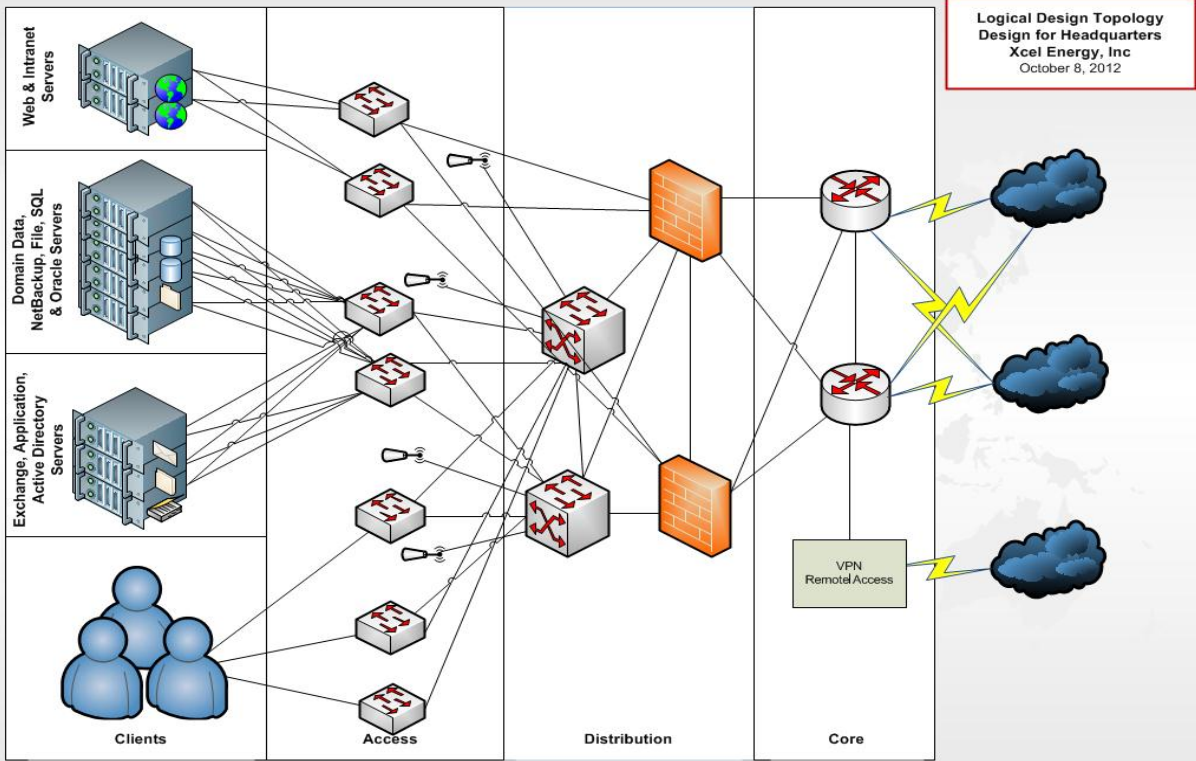 Logical Design Topology
Design for Headquarters
Xcel Energy, Inc
October 8, 2012
Web & Intranet
Servers
Domain Data,
NetBackup, File, SQL
& Oracle Servers
Exchange, Application,
Active Directory
Servers
VPN
Remotel Access
Clients
Access
Distribution
Core